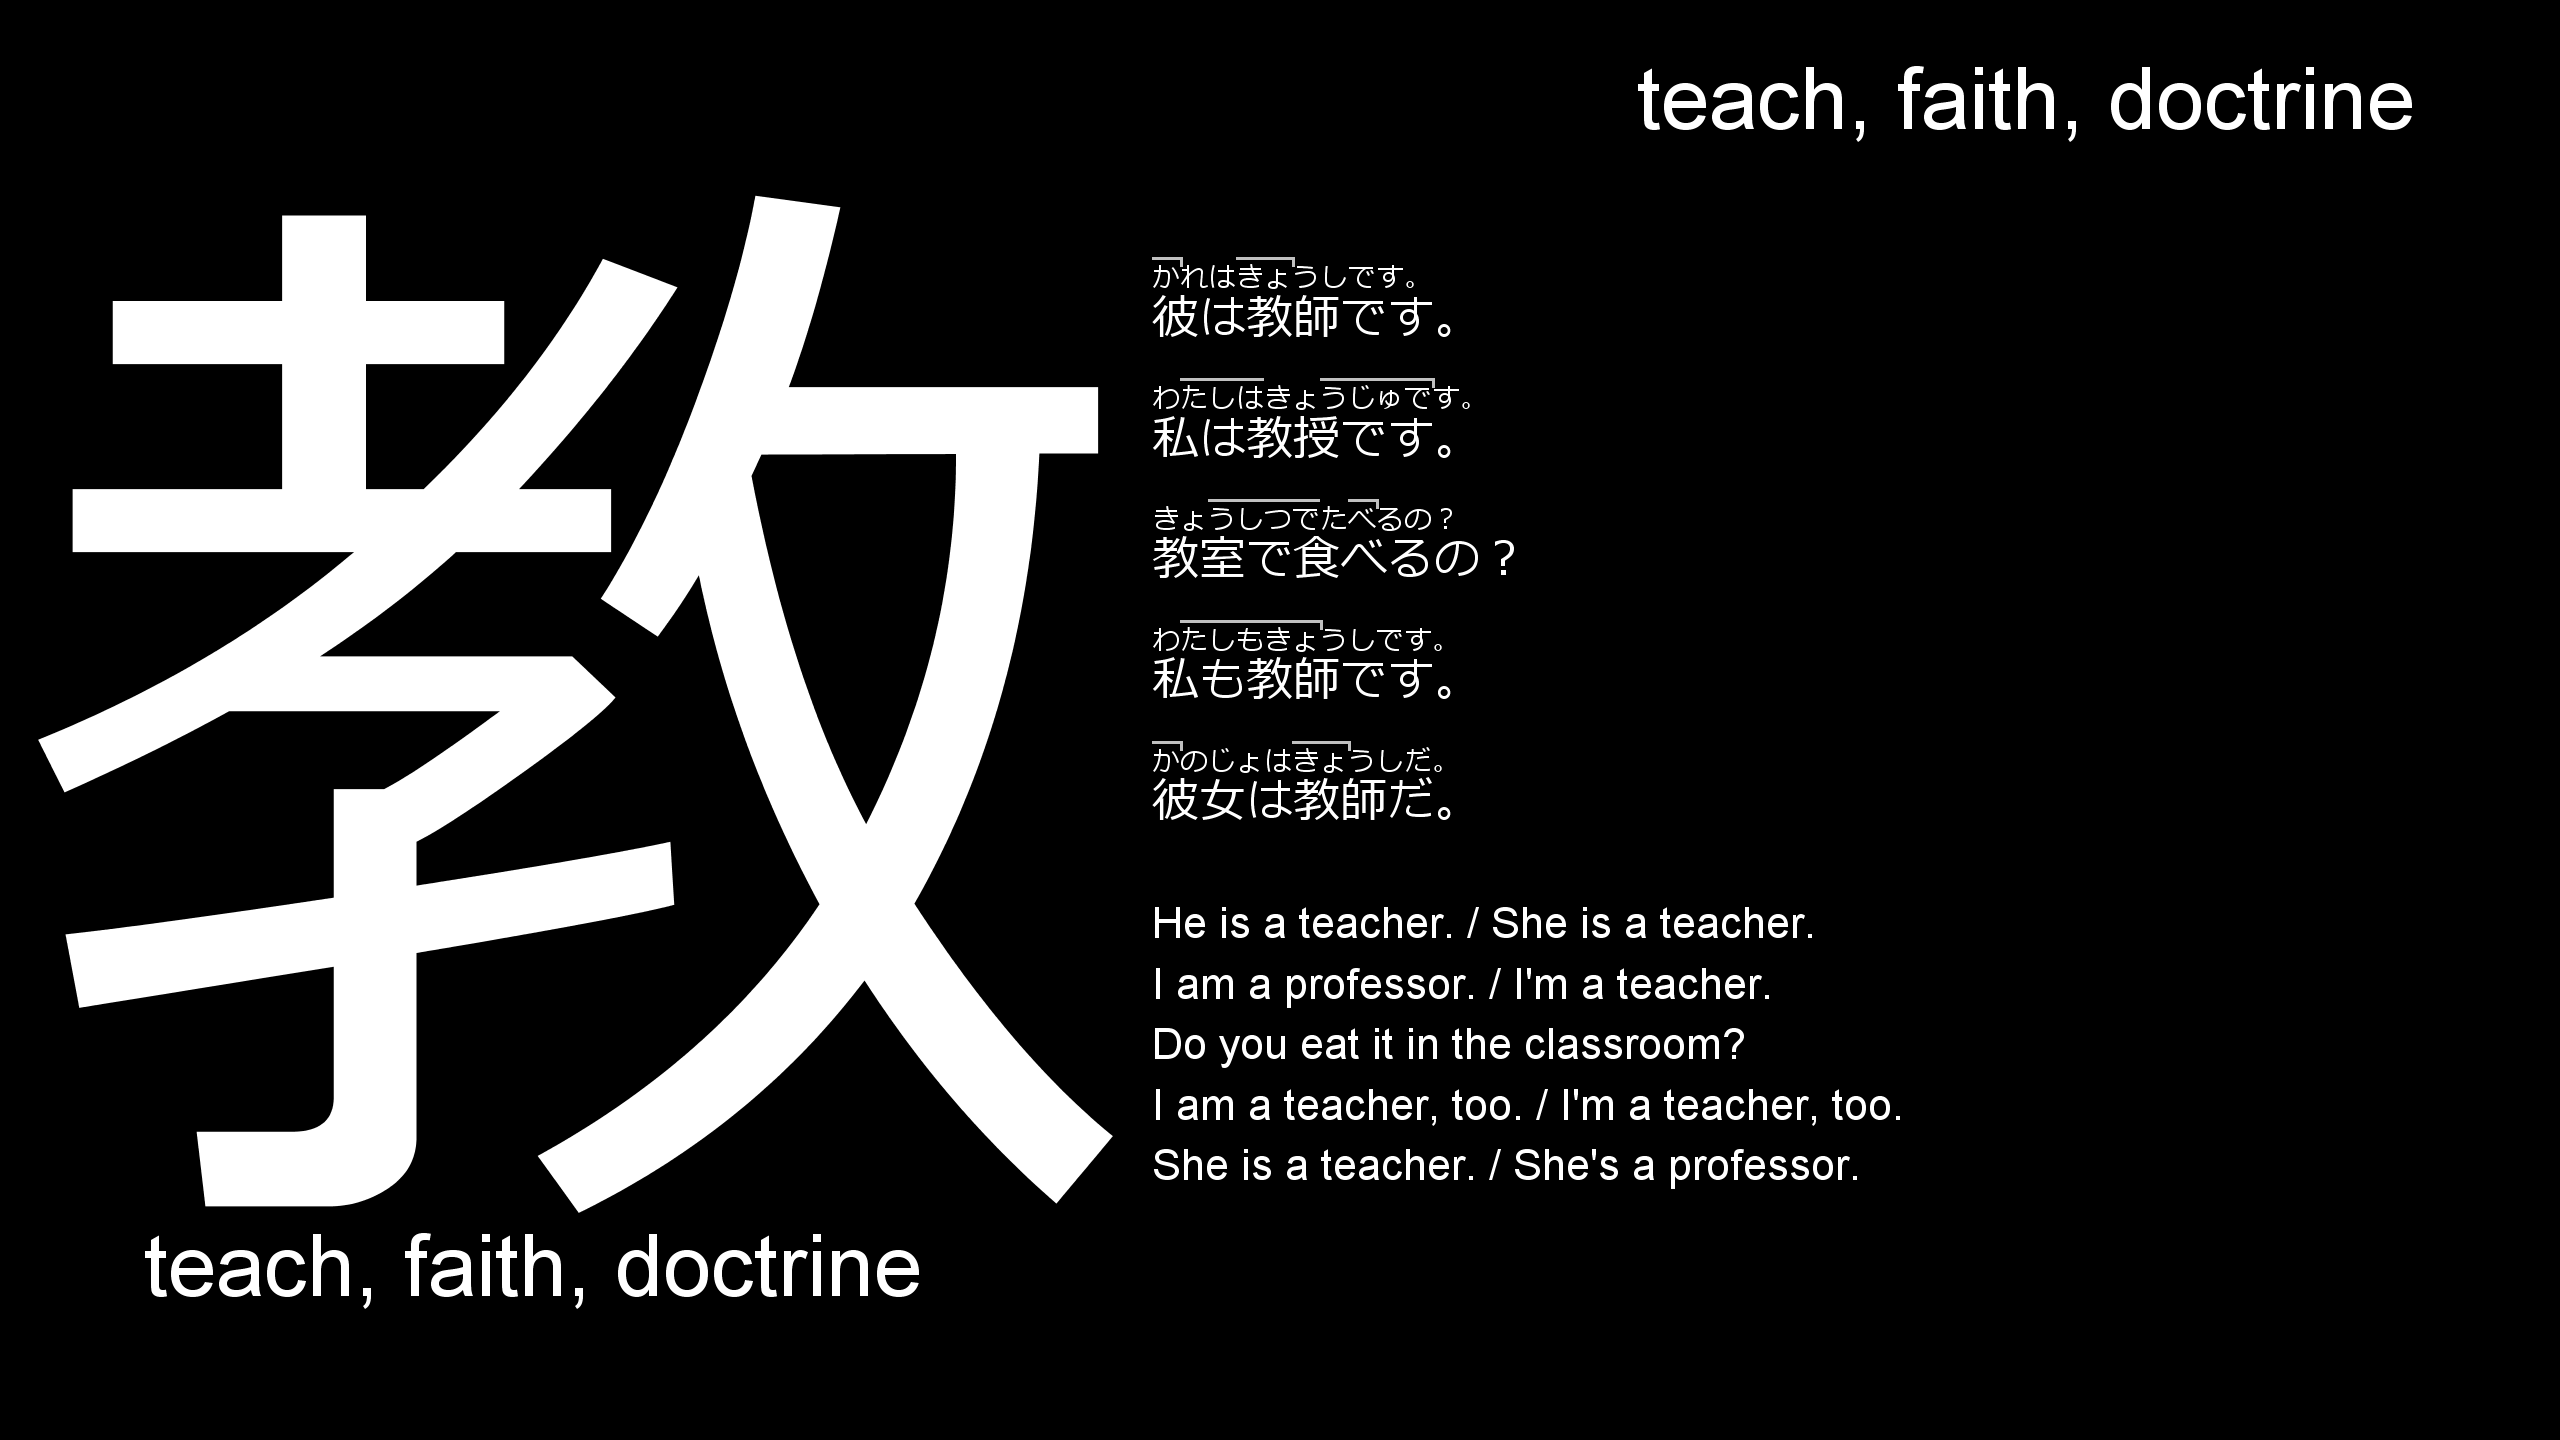 teach, faith, doctrine
教
teach, faith, doctrine
かれはきょうしです。
彼は教師です。
わたしはきょうじゅです。
私は教授です。
きょうしつでたべるの？
教室で食べるの？
わたしもきょうしです。
私も教師です。
かのじょはきょうしだ。
彼女は教師だ。
He is a teacher. / She is a teacher.
I am a professor. / I'm a teacher.
Do you eat it in the classroom?
I am a teacher, too. / I'm a teacher, too.
She is a teacher. / She's a professor.